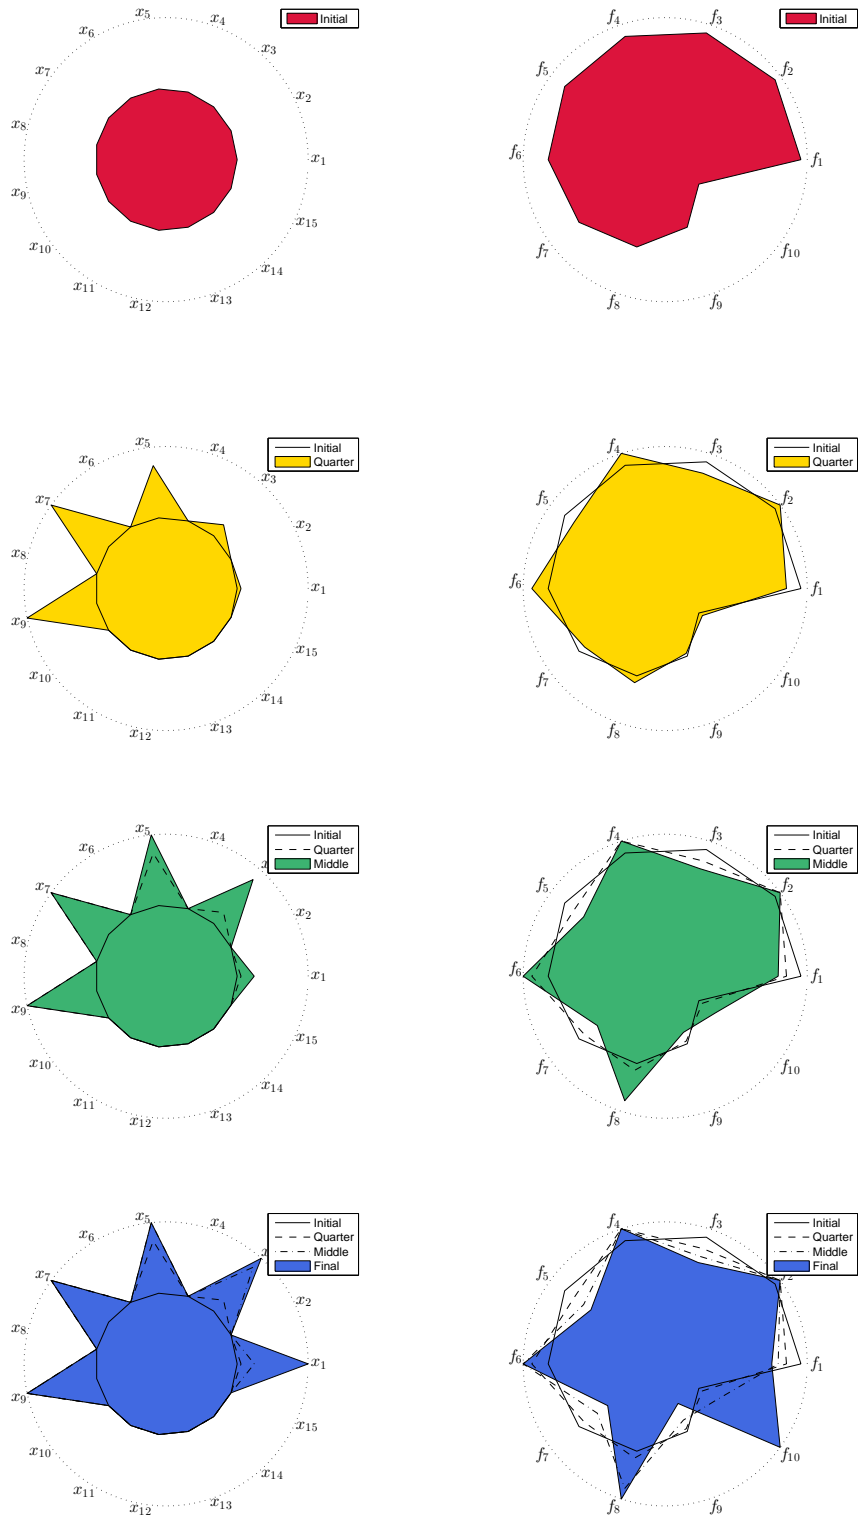 x5
x4
x3
x2
x1
x6
x7
x8
x9
x10
x11
x12
x13
x14
x15
Initial
f4
f3
f2
f1
f5
f6
f7
f8
f9
f10
Initial
x5
x4
x3
x2
x1
x6
x7
x8
x9
x10
x11
x12
x13
x14
x15
Initial
Quarter
f4
f3
f2
f1
f5
f6
f7
f8
f9
f10
Initial
Quarter
x5
x4
x2
x1
x6
x7
x8
x9
x10
x11
x12
x13
x14
x15
Initial
Quarter
Middle
f4
f3
f2
f1
f5
f6
f7
f8
f9
f10
Initial
Quarter
Middle
x5
x4
x2
x1
x6
x7
x8
x9
x10
x11
x12
x13
x14
x15
Initial
Quarter
Middle
Final
f4
f3
f1
f5
f6
f7
f8
f9
f10
Initial
Quarter
Middle
Final